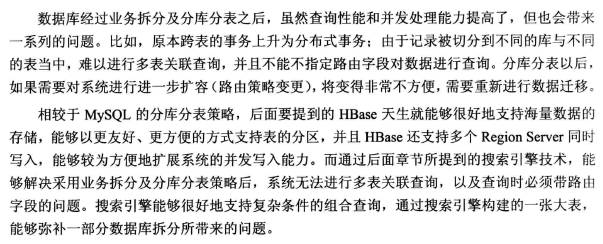 数据库经过业务拆分及分库分表之后，虽然查询性能和并发处理能力提高了，但也会带来
一系列的问题。比如，原本跨表的事务上升为分布式事务；由于记录被切分到不同的库与不同
的表当中，难以进行多表关联查询，并且不能不指定路由字段对数据进行查询。分库分表以后，
如果需要对系统进行进一步扩容（路由策略变更），将变得非常不方便，需要重新进行数据迁移。
相较于 MySQL 的分库分表策略，后面要提到的 HBase 天生就能够很好地支持海量数据的
存储，能够以更友好、更方便的方式支持表的分区，并且 HBase 还支持多个 Region Server 同时
写入，能够较为方便地扩展系统的并发写入能力。而通过后面章节所提到的搜索引擎技术，能
够解决采用业务拆分及分库分表策略后，系统无法进行多表关联查询，以及查询时必须带路由
字段的问题。搜索引擎能够很好地支持复杂条件的组合查询，通过搜索引擎构建的一张大表，
能够弥补一部分数据库拆分所带来的问题。